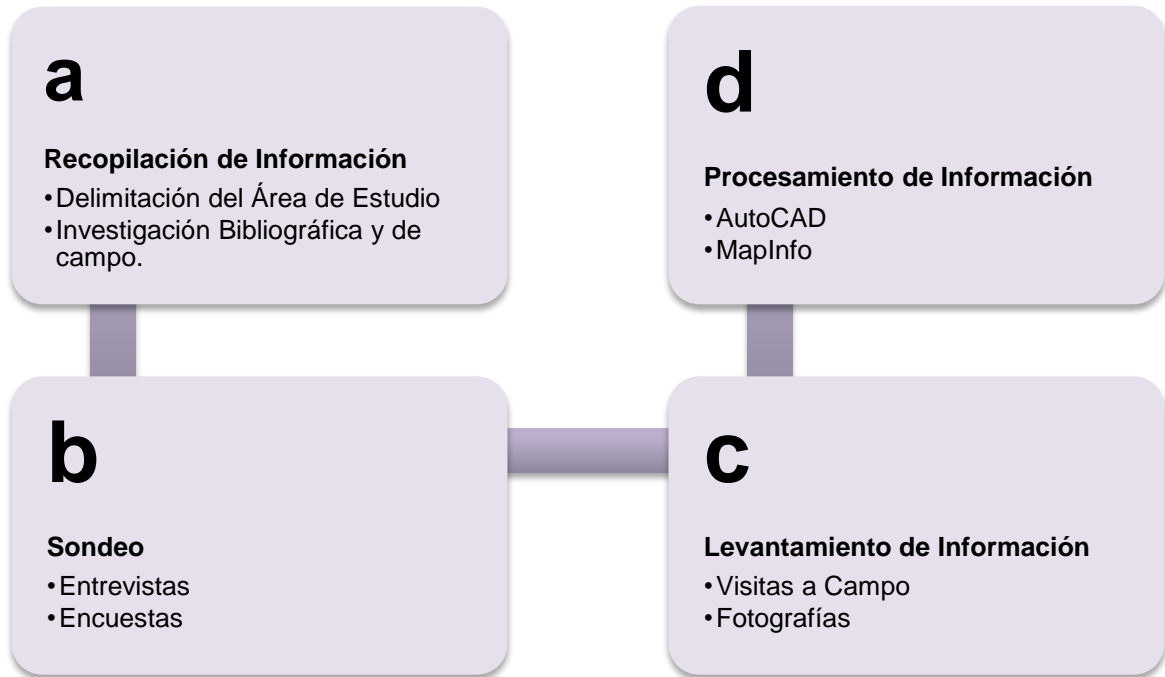 a
Recopilación de Información
•Delimitación del Área de Estudio
•Investigación Bibliográfica y de
campo.
b
Sondeo
•Entrevistas
•Encuestas
c
Levantamiento de Información
•Visitas a Campo
•Fotografías
d
Procesamiento de Información
•AutoCAD
•MapInfo